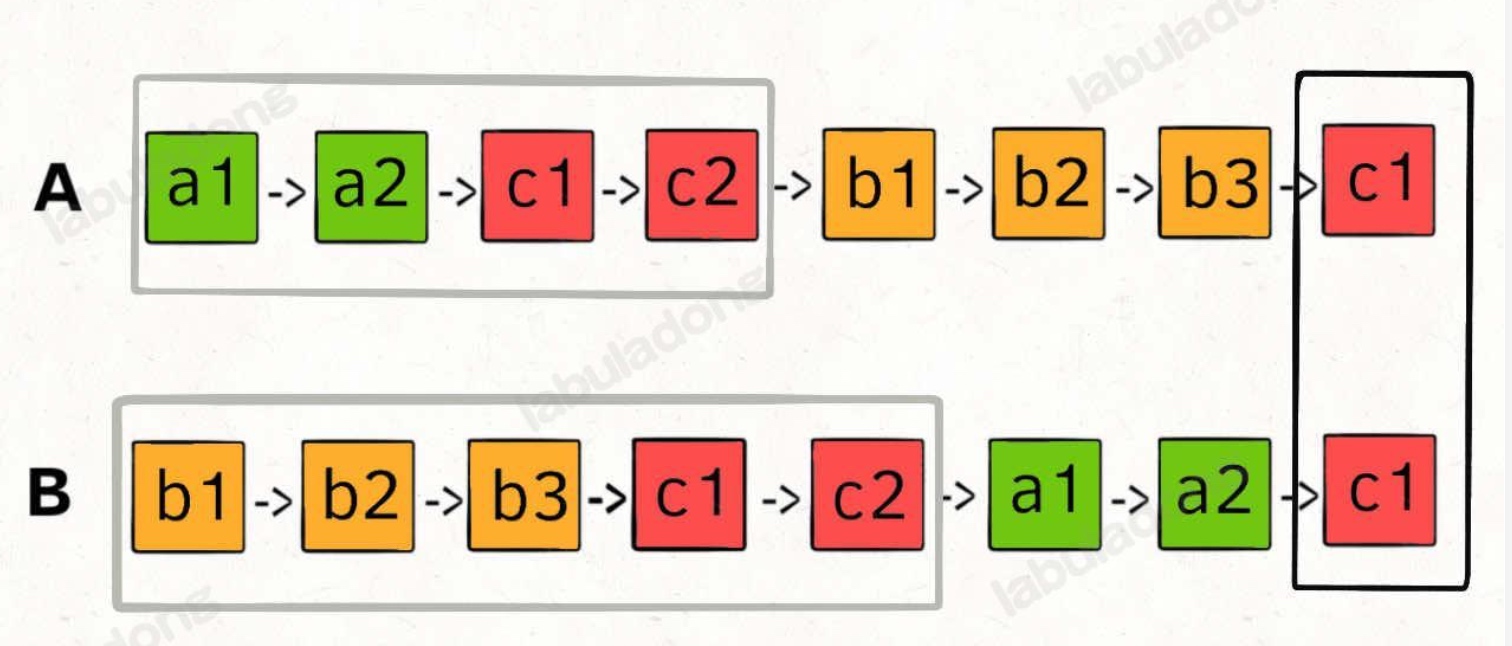 labuladong
labuladong
A a1 -> a2 -> c1 -> c2 -> b1 -> b2 -> b3 -> c1
labuladong
B b1 -> b2 -> b3 -> c1 -> c2 -> a1 -> a2 -> c1
labuladong
labuladong